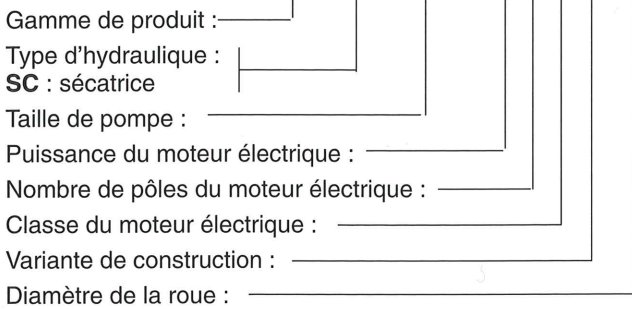 Gamme de produit :
Type d'hydraulique :
SC : sécatrice
Taille de pompe :
Puissance du moteur électrique :
Nombre de pôles du moteur électrique :
Classe du moteur électrique :
Variante de construction :
Diamètre de la roue :